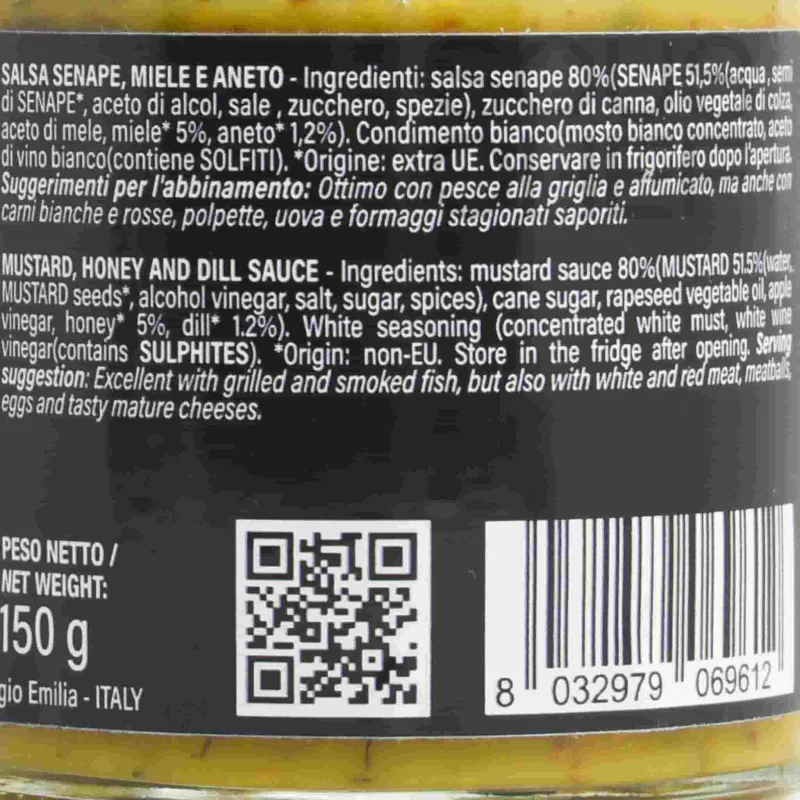 SALSA SENAPE, MIELE E ANETO - Ingredienti: salsa senape 80%(SENAPE 51,5%(acqua, semi
di SENAPE*, aceto di alcol, sale , zucchero, spezie), zucchero di canna, olio vegetale di colza,
aceto di mele, miele* 5%, aneto* 1,2%). Condimento bianco(mosto bianco concentrato, aceto
di vino bianco(contiene SOLFITI). *Origine: extra UE. Conservare in frigorifero dopo l'apertura.
Suggerimenti per l'abbinamento: Ottimo con pesce alla griglia e affumicato, ma anche con
carni bianche e rosse, polpette, uova e formaggi stagionati saporiti.
MUSTARD, HONEY AND DILL SAUCE - Ingredients: mustard sauce 80%(MUSTARD 51.5%(water,
MUSTARD seeds*, alcohol vinegar, salt, sugar, spices), cane sugar, rapeseed vegetable oil, apple
vinegar, honey* 5%, dill* 1.2%). White seasoning (concentrated white must, white wine
vinegar(contains SULPHITES). *Origin: non-EU. Store in the fridge after opening. Serving
suggestion: Excellent with grilled and smoked fish, but also with white and red meat, meatballs,
eggs and tasty mature cheeses.
PESO NETTO /
NET WEIGHT:
150 g
gio Emilia - ITALY
8 032979 069612